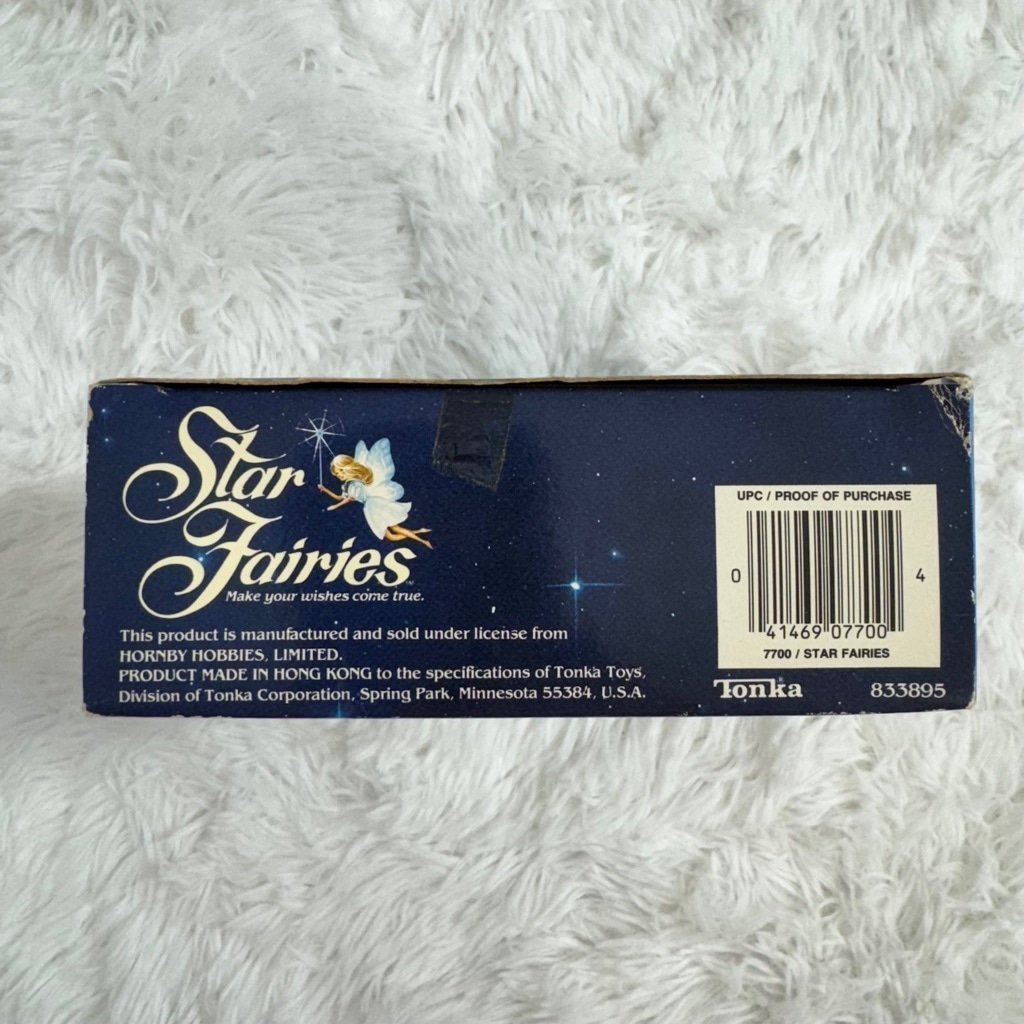 Star
Fairies™
Make your wishes come true.
This product is manufactured and sold under license from
HORNBY HOBBIES, LIMITED.
PRODUCT MADE IN HONG KONG to the specifications of Tonka Toys,
Division of Tonka Corporation, Spring Park, Minnesota 55384, U.S.A.
UPC / PROOF OF PURCHASE
0 41469 07700 4
7700 / STAR FAIRIES
Tonka® 833895